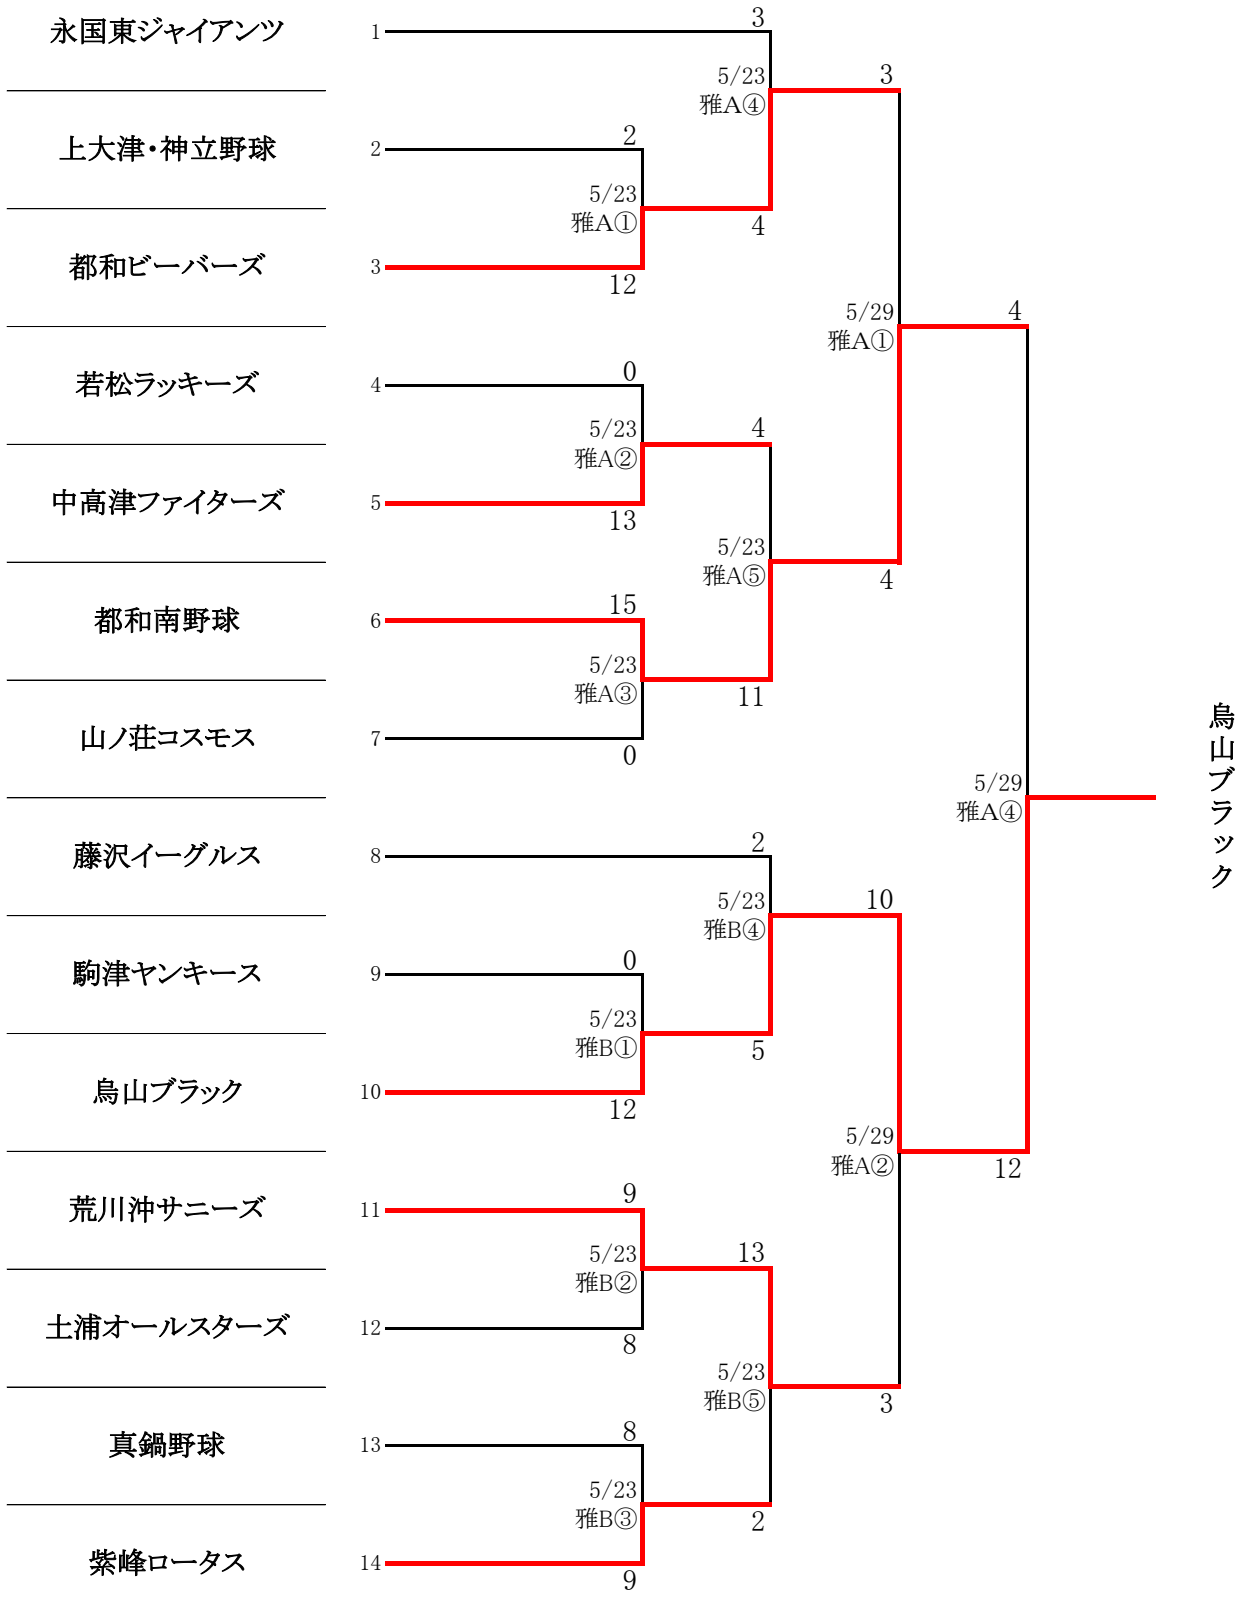 永国東ジャイアンツ 1 3
5/23 3
雅A④
上大津・神立野球 2 2
5/23
雅A① 4
都和ビーバーズ 3 12
5/29 4
雅A①
若松ラッキーズ 4 0
5/23 4
雅A②
中高津ファイターズ 5 13
5/23
雅A⑤ 4
都和南野球 6 15
5/23
雅A③ 11
山ノ荘コスモス 7 0
烏山ブラック
5/29
雅A④
藤沢イーグルス 8 2
5/23 10
雅B④
駒津ヤンキース 9 0
5/23
雅B① 5
烏山ブラック 10 12
5/29
雅A② 12
荒川沖サニーズ 11 9
5/23 13
雅B②
土浦オールスターズ 12 8
5/23
雅B⑤ 3
真鍋野球 13 8
5/23
雅B③ 2
紫峰ロータス 14 9